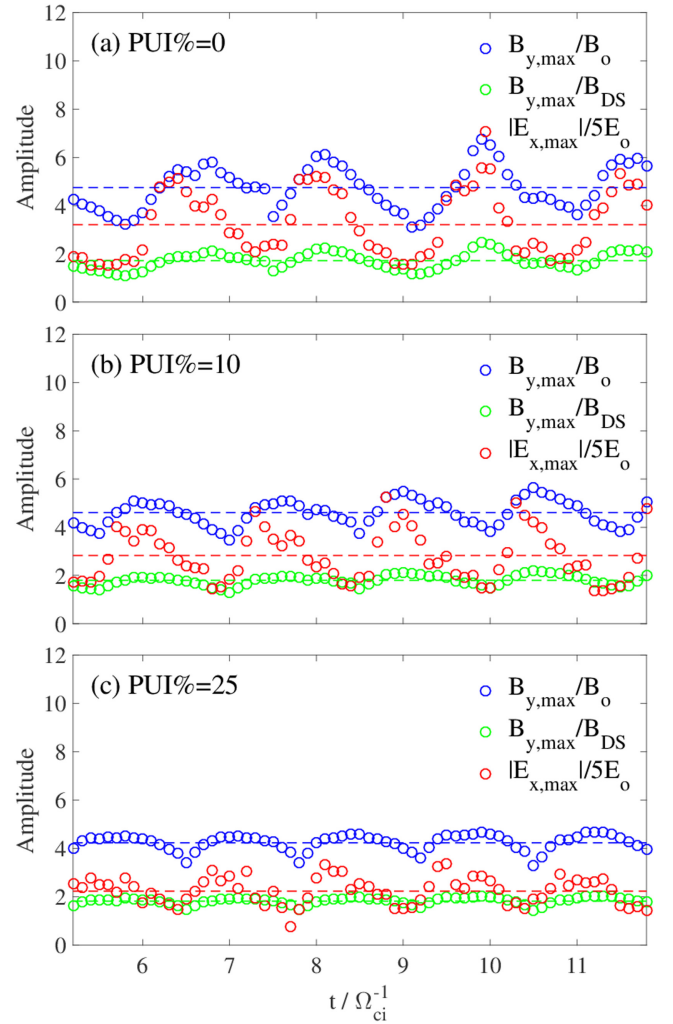 12
(a) PUI%=0
B_y,max/B_o
10
B_y,max/B_DS
8
|E_x,max|/5E_o
6
4
2
0
Amplitude
12
(b) PUI%=10
B_y,max/B_o
10
B_y,max/B_DS
8
|E_x,max|/5E_o
6
4
2
0
Amplitude
12
(c) PUI%=25
B_y,max/B_o
10
B_y,max/B_DS
8
|E_x,max|/5E_o
6
4
2
0
Amplitude
6 7 8 9 10 11
t / Ω_ci^-1